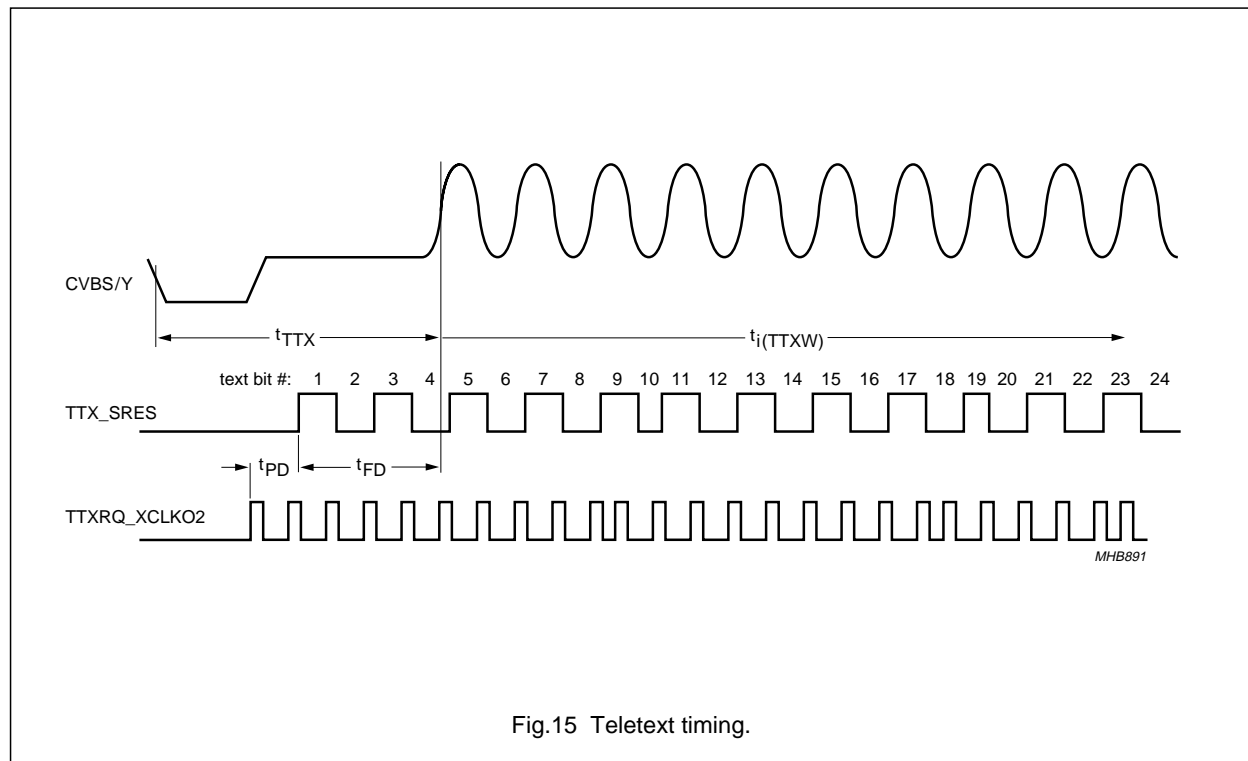 CVBS/Y
tTTX
ti(TTXW)
text bit #: 1 2 3 4 5 6 7 8 9 10 11 12 13 14 15 16 17 18 19 20 21 22 23 24
TTX_SRES
tPD
tFD
TTXRQ_XCLKO2
MHB891
Fig.15 Teletext timing.